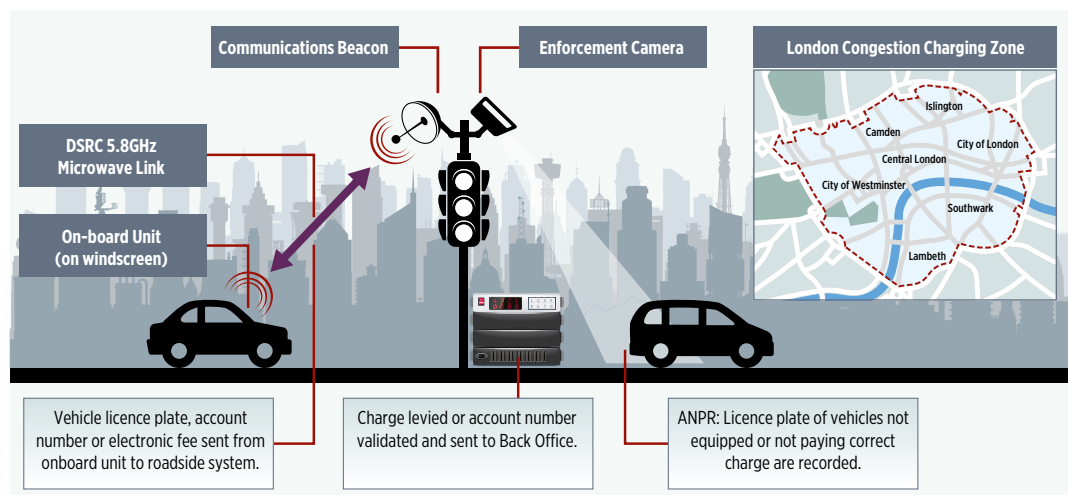 Communications Beacon
Enforcement Camera
London Congestion Charging Zone
DSRC 5.8GHz
Microwave Link
On-board Unit
(on windscreen)
Islington
Camden
City of London
Central London
City of Westminster
Southwark
Lambeth
Vehicle licence plate, account
number or electronic fee sent from
onboard unit to roadside system.
Charge levied or account number
validated and sent to Back Office.
ANPR: Licence plate of vehicles not
equipped or not paying correct
charge are recorded.